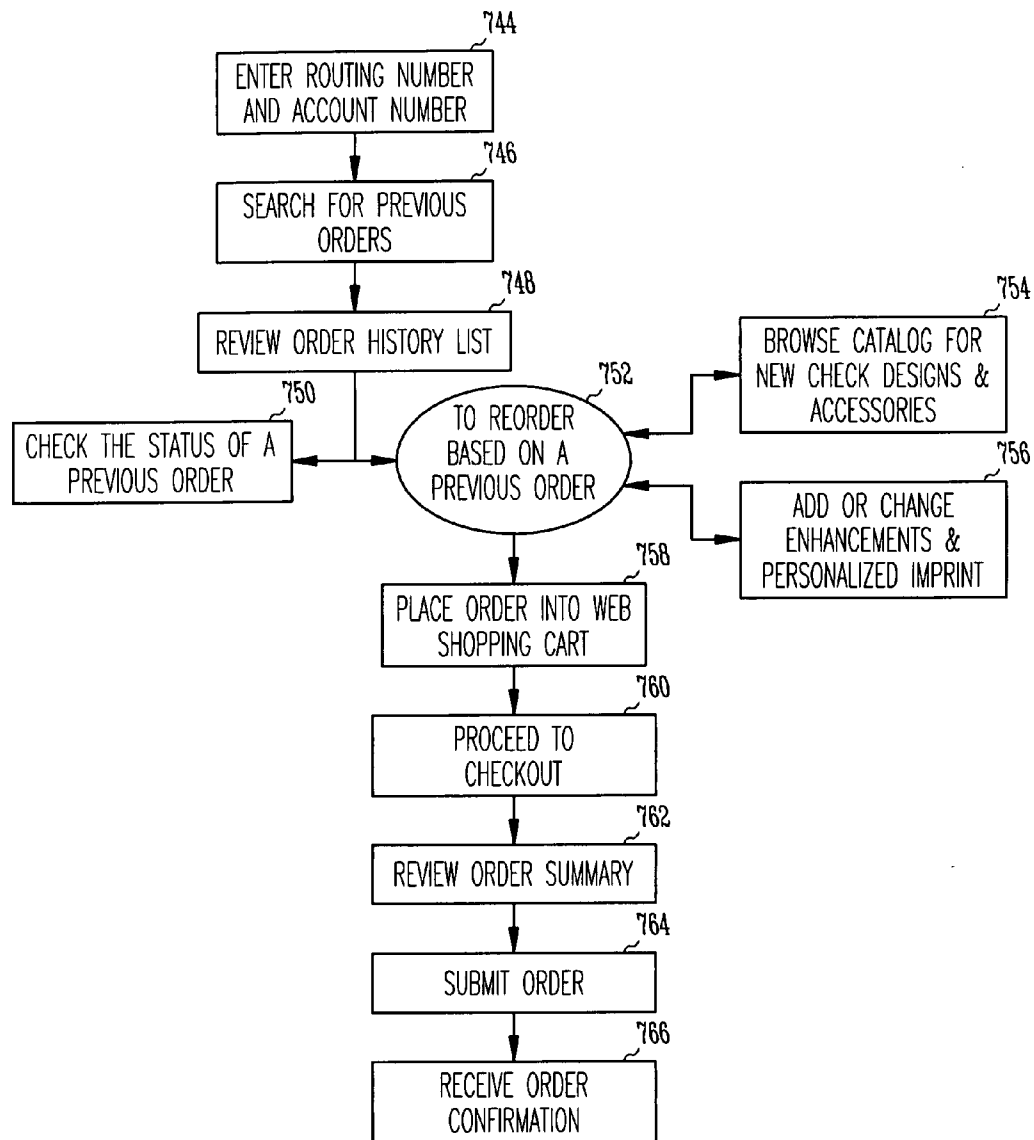 744
ENTER ROUTING NUMBER
AND ACCOUNT NUMBER
746
SEARCH FOR PREVIOUS
ORDERS
748
REVIEW ORDER HISTORY LIST
750
CHECK THE STATUS OF A
PREVIOUS ORDER
752
TO REORDER
BASED ON A
PREVIOUS ORDER
754
BROWSE CATALOG FOR
NEW CHECK DESIGNS &
ACCESSORIES
756
ADD OR CHANGE
ENHANCEMENTS &
PERSONALIZED IMPRINT
758
PLACE ORDER INTO WEB
SHOPPING CART
760
PROCEED TO
CHECKOUT
762
REVIEW ORDER SUMMARY
764
SUBMIT ORDER
766
RECEIVE ORDER
CONFIRMATION